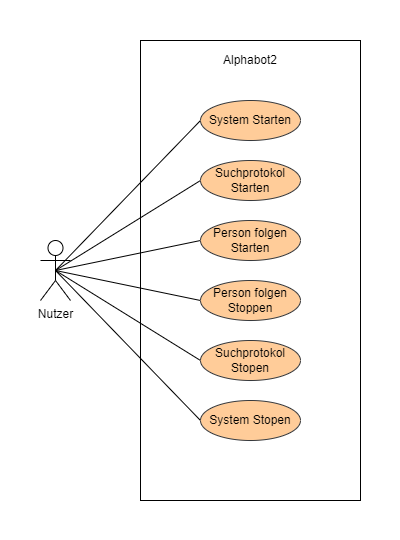 Alphabot2
System Starten
Suchprotokol
Starten
Person folgen
Starten
Person folgen
Stoppen
Suchprotokol
Stopen
System Stopen
Nutzer